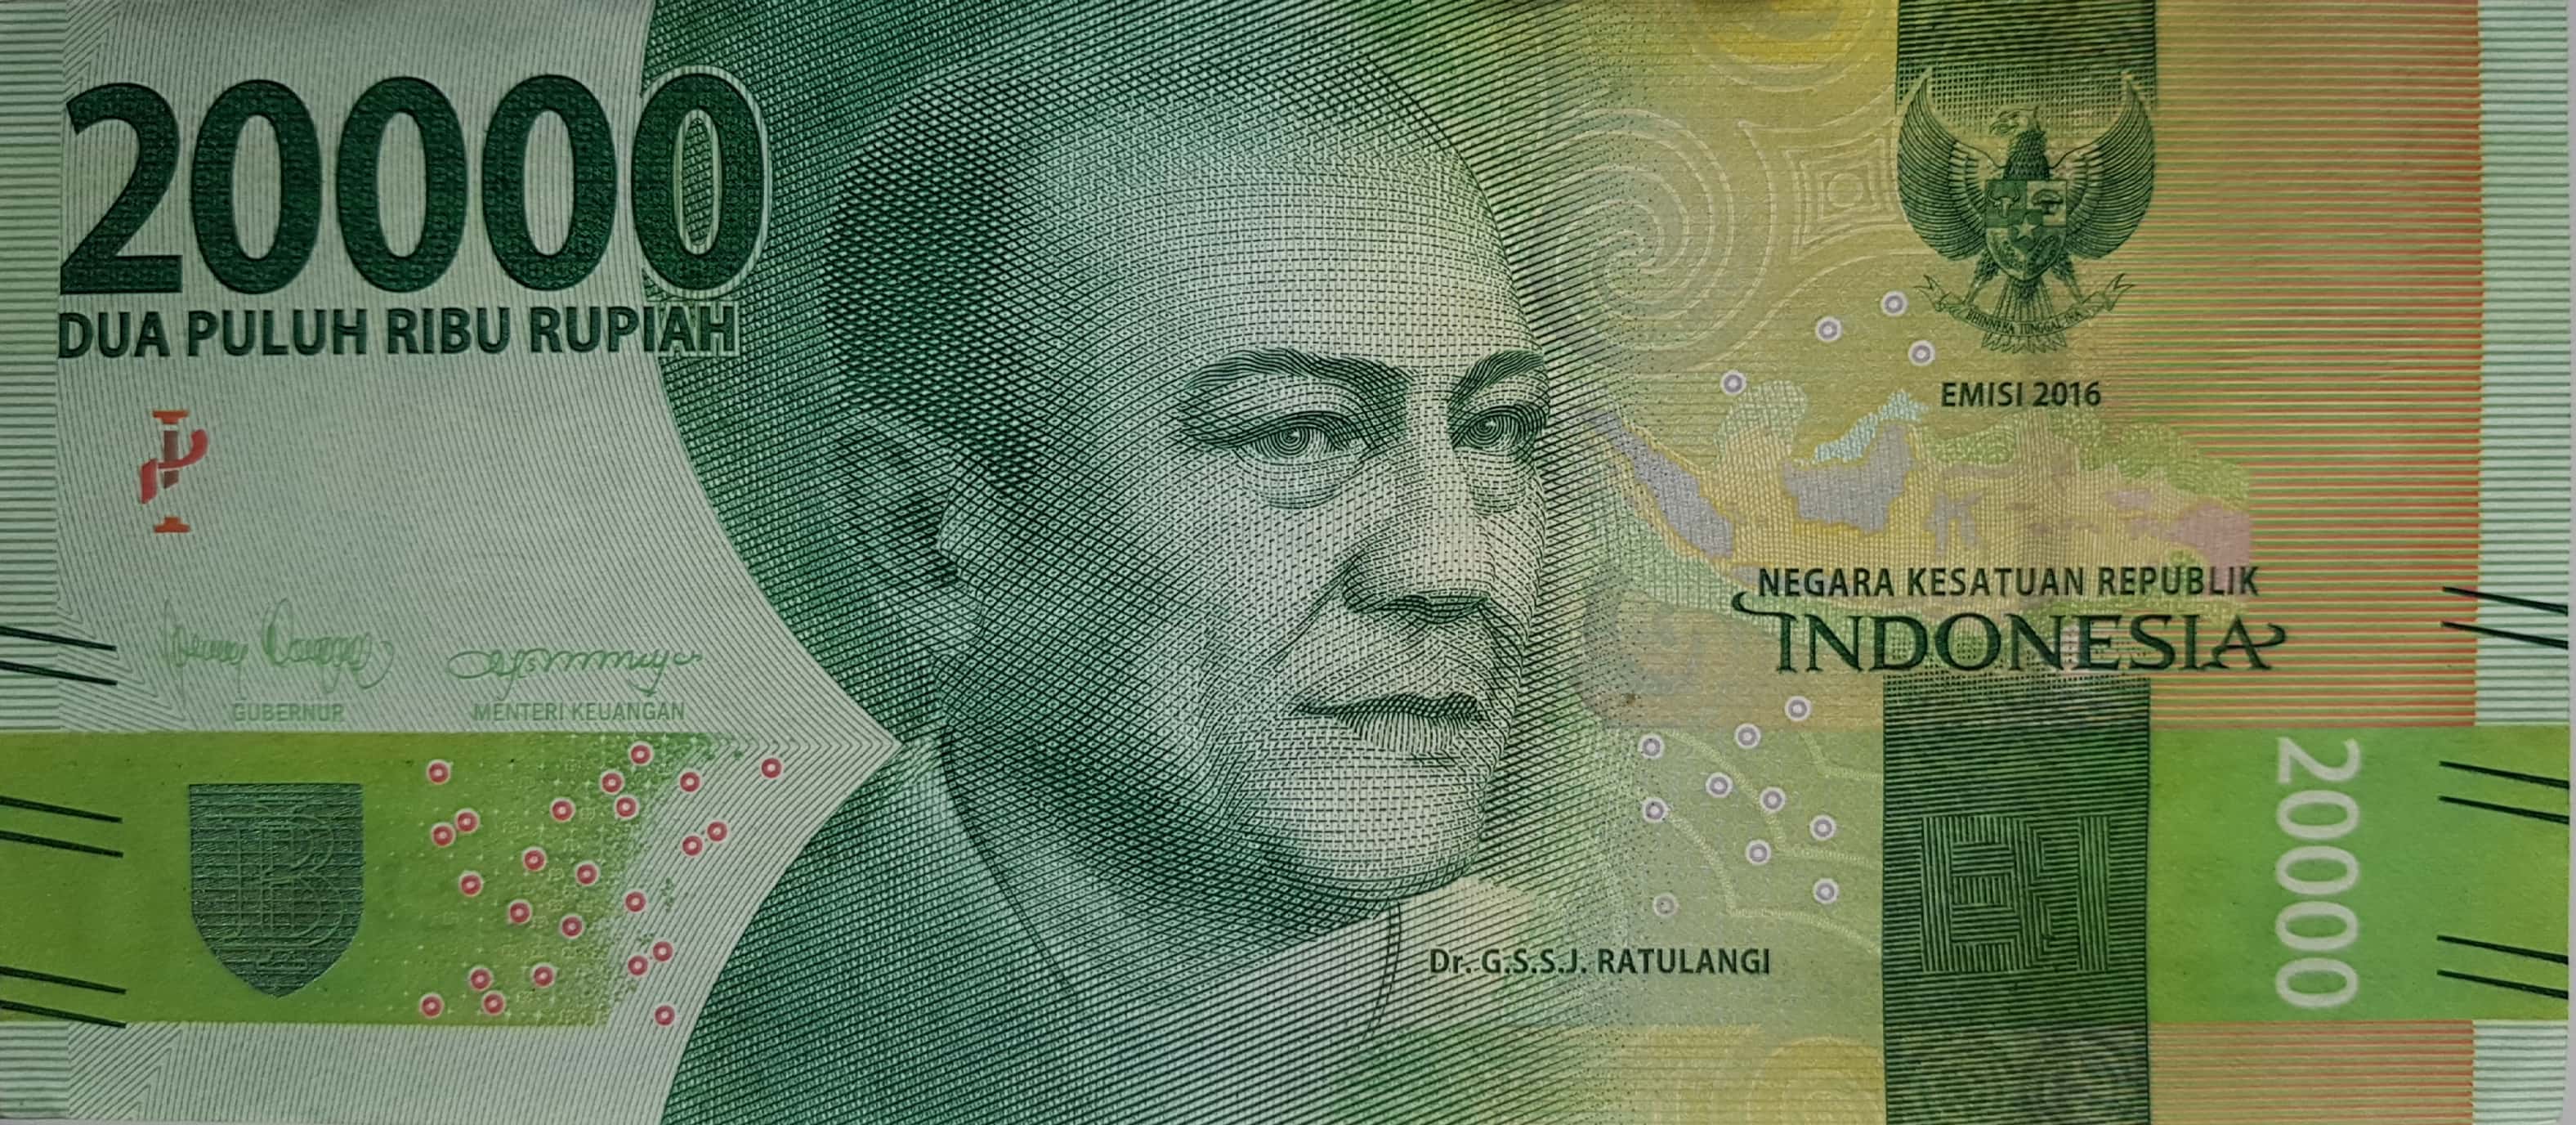 20000
DUA PULUH RIBU RUPIAH
GUBERNUR
MENTERI KEUANGAN
BHINNEKA TUNGGAL IKA
EMISI 2016
NEGARA KESATUAN REPUBLIK
INDONESIA
Dr. G.S.S.J. RATULANGI
BI
20000